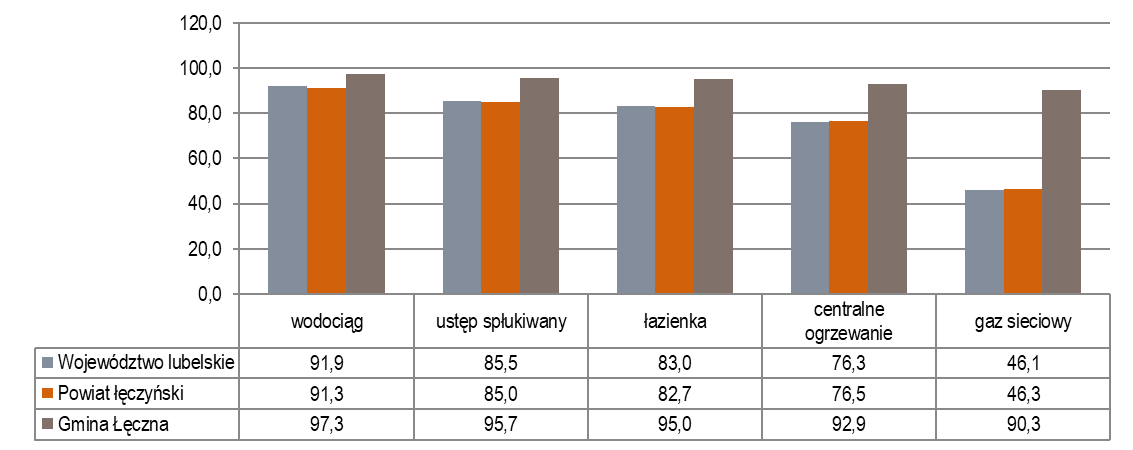 120,0
100,0
80,0
60,0
40,0
20,0
0,0
wodociąg ustęp spłukiwany łazienka centralne ogrzewanie gaz sieciowy
Województwo lubelskie 91,9 85,5 83,0 76,3 46,1
Powiat łęczyński 91,3 85,0 82,7 76,5 46,3
Gmina Łęczna 97,3 95,7 95,0 92,9 90,3